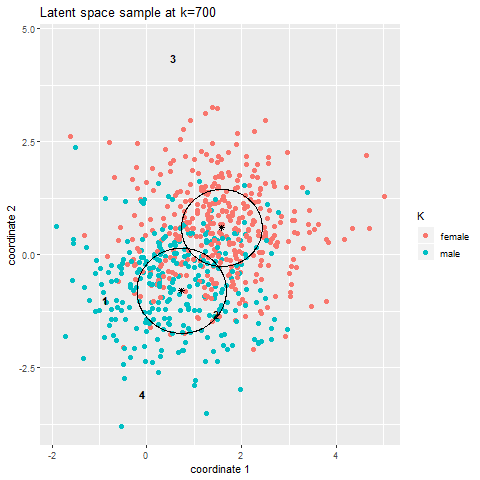 Latent space sample at k=700
5.0
3
2.5
K
female
male
coordinate 2
0.0
1
2
-2.5
4
-2
0
2
4
coordinate 1